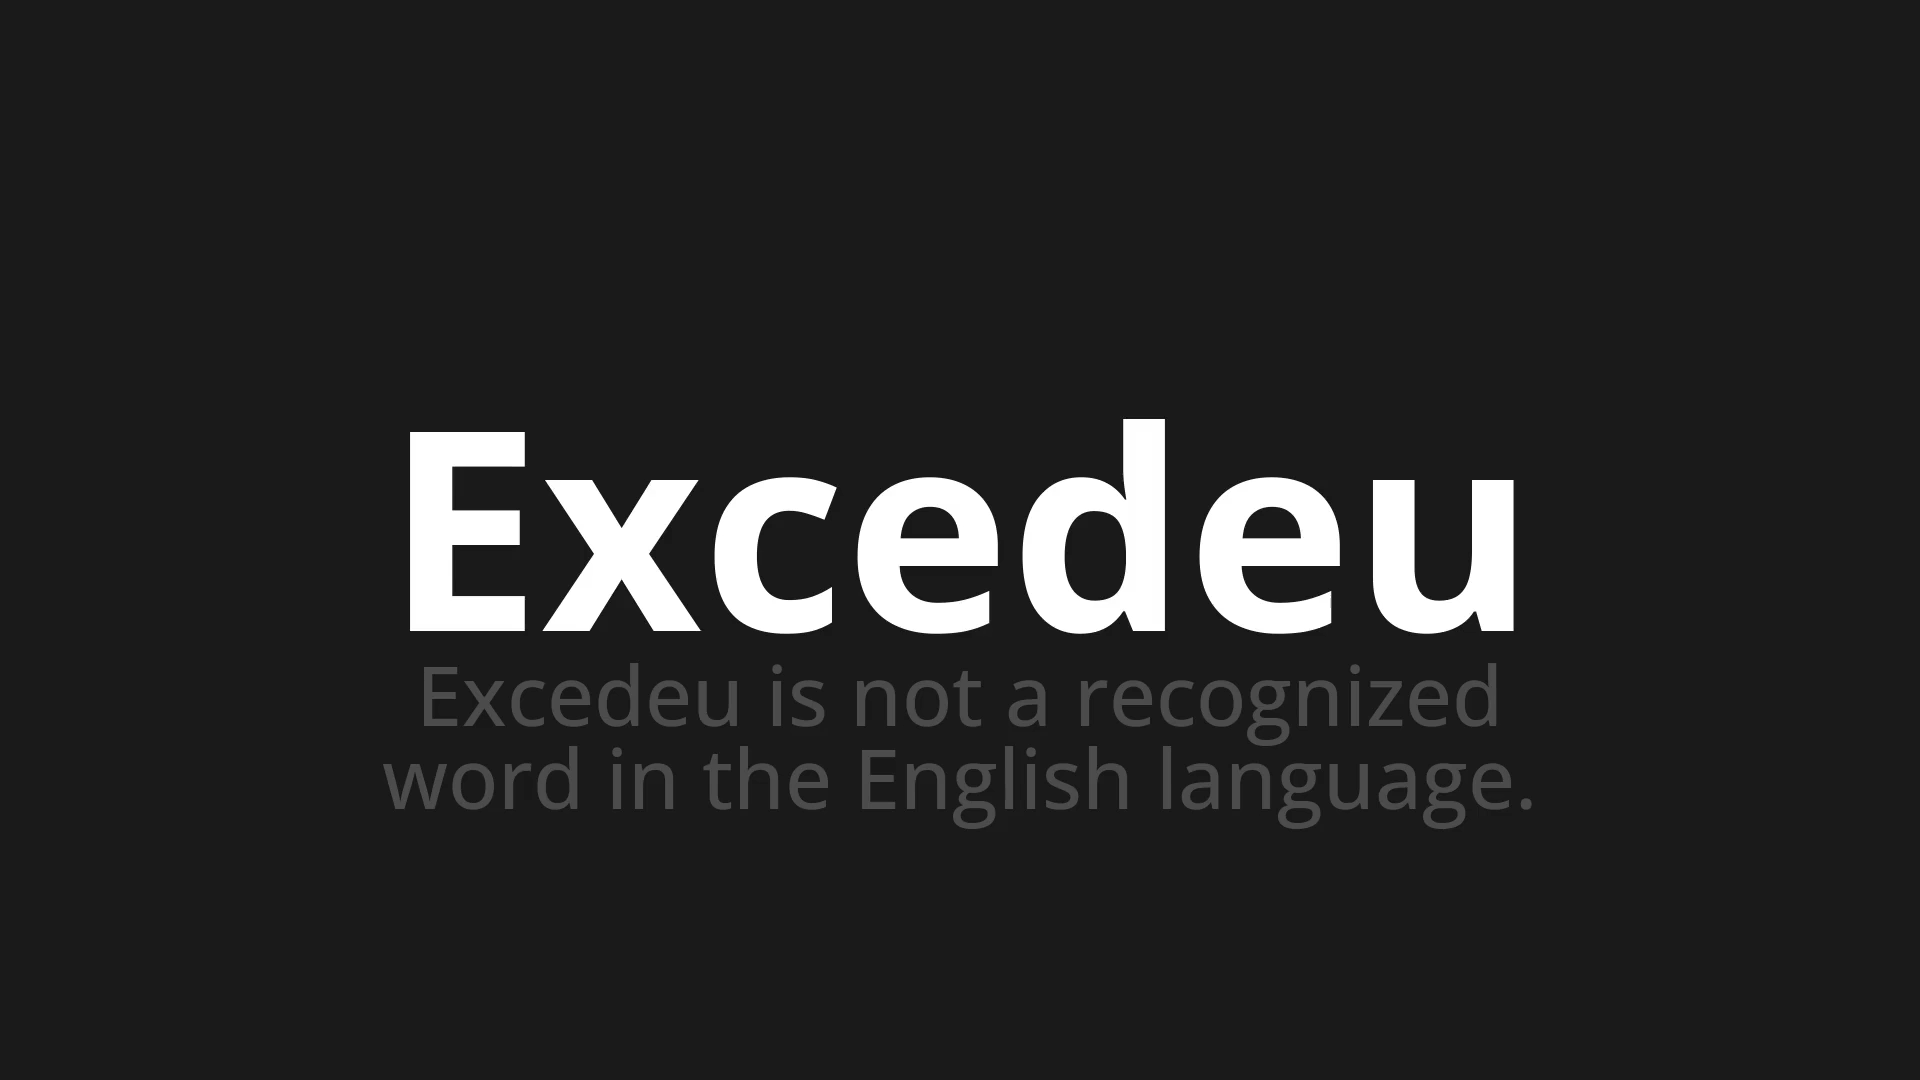 Excedeu
Excedeu is not a recognized
word in the English language.